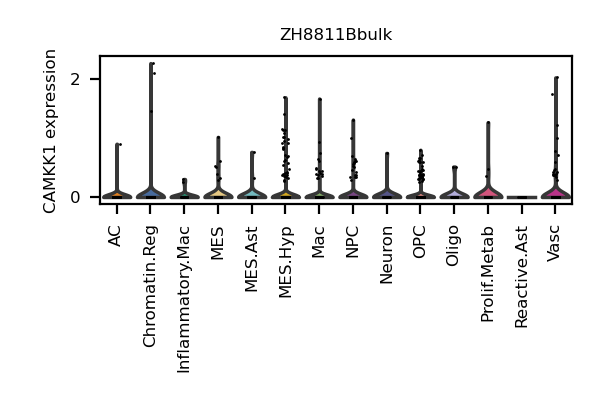 ZH8811Bbulk
CAMKK1 expression
2
0
AC
Chromatin.Reg
Inflammatory.Mac
MES
MES.Ast
MES.Hyp
Mac
NPC
Neuron
OPC
Oligo
Prolif.Metab
Reactive.Ast
Vasc